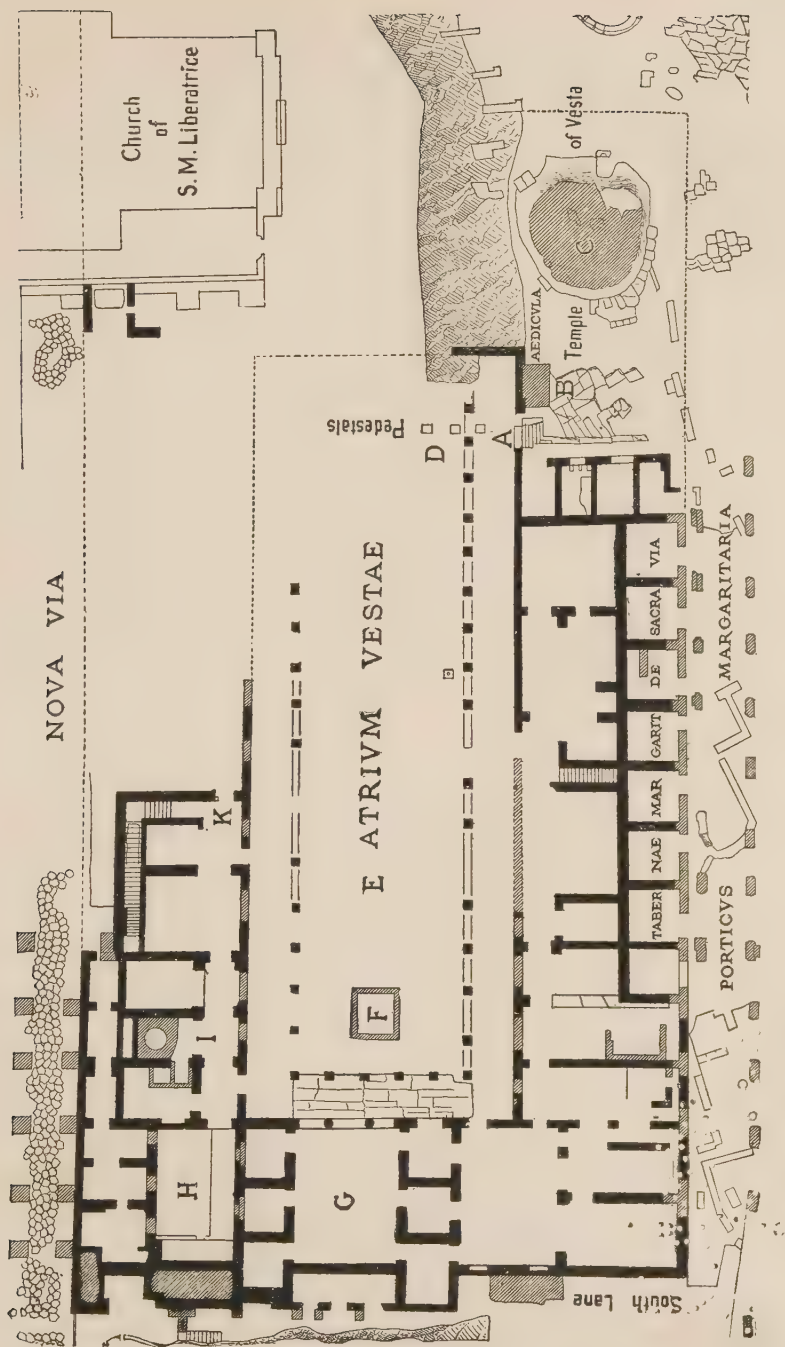 Church
of
S.M. Liberatrice
NOVA VIA
of Vesta
Temple
C
AEDICVLA
B
A
Pedestals
D
E ATRIVM VESTAE
F
K
I
H
G
TABER NAE MAR GARIT DE SACRA VIA
PORTICVS MARGARITARIA
South Lane